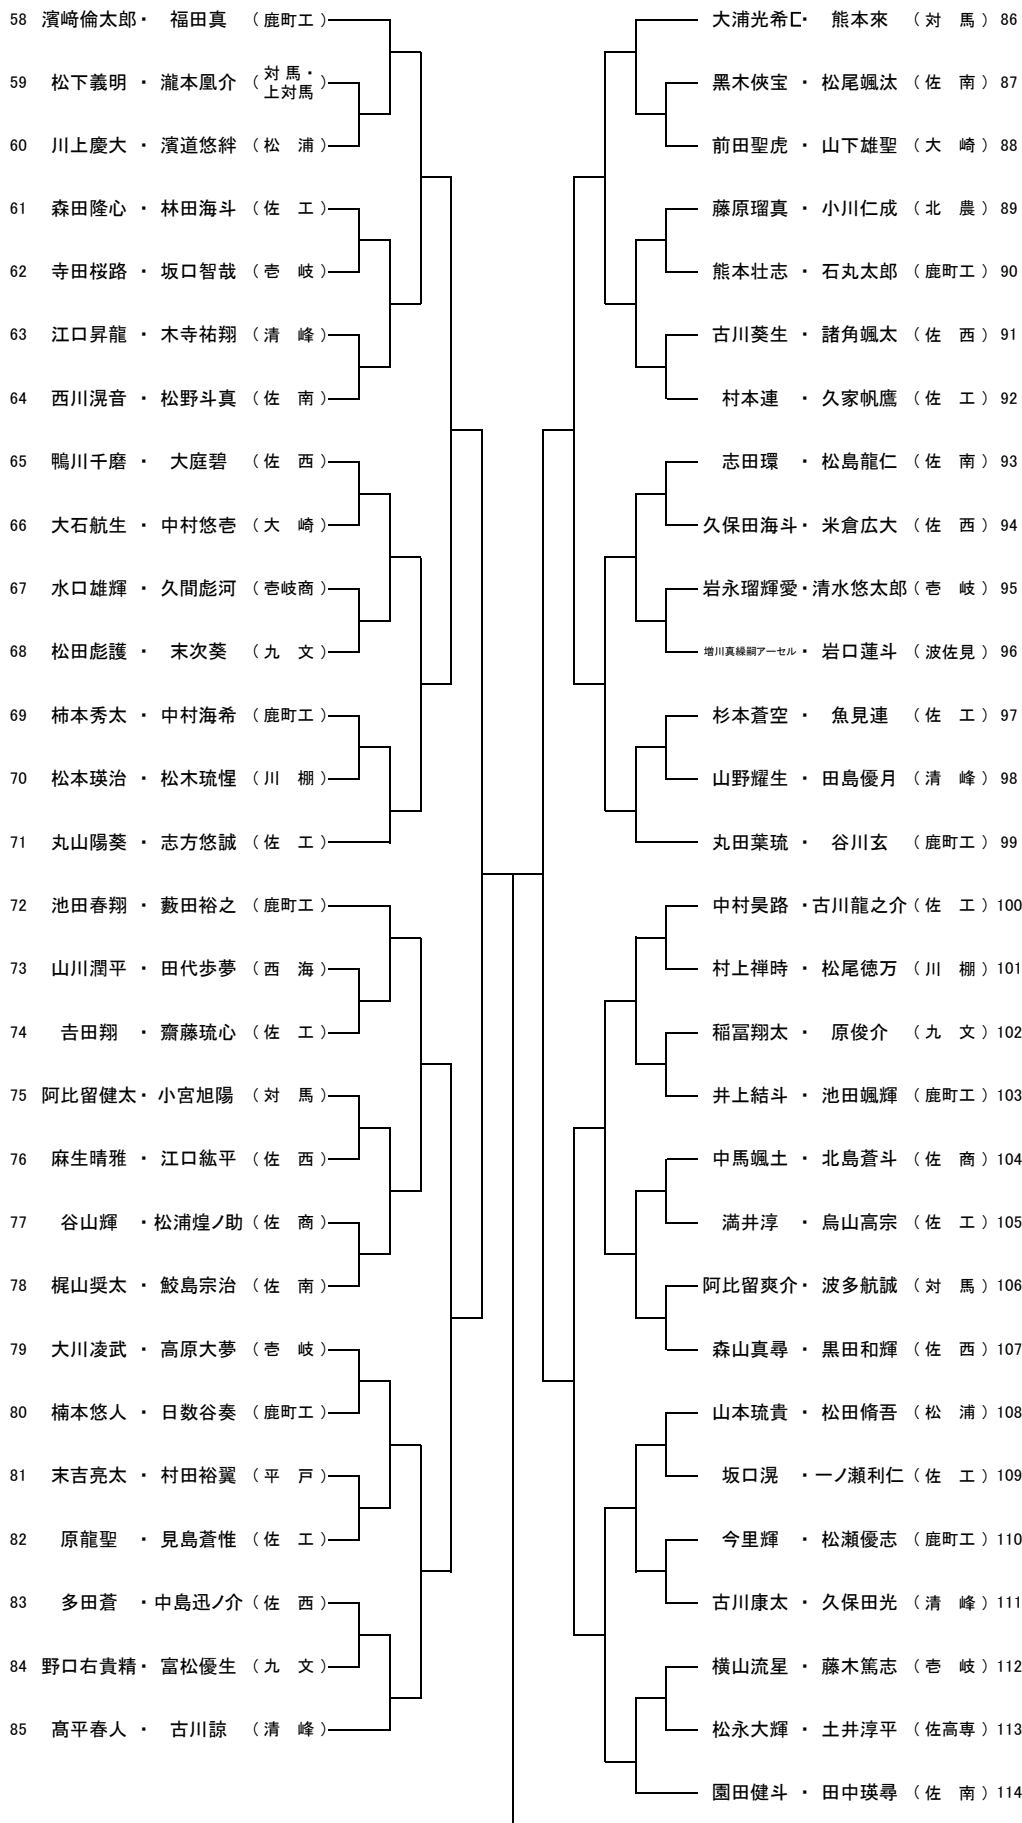 58 濱﨑倫太郎・ 福田真 （鹿町工）
59 松下義明 ・ 瀧本凰介 （対馬・上対馬）
60 川上慶大 ・ 濱道悠絆 （松 浦）
61 森田隆心 ・ 林田海斗 （佐 工）
62 寺田桜路 ・ 坂口智哉 （壱 岐）
63 江口昇龍 ・ 木寺祐翔 （清 峰）
64 西川滉音 ・ 松野斗真 （佐 南）
65 鴨川千磨 ・ 大庭碧 （佐 西）
66 大石航生 ・ 中村悠壱 （大 崎）
67 水口雄輝 ・ 久間彪河 （壱岐商）
68 松田彪護 ・ 末次葵 （九 文）
69 柿本秀太 ・ 中村海希 （鹿町工）
70 松本瑛治 ・ 松木琉惺 （川 棚）
71 丸山陽葵 ・ 志方悠誠 （佐 工）
72 池田春翔 ・ 藪田裕之 （鹿町工）
73 山川潤平 ・ 田代歩夢 （西 海）
74 吉田翔 ・ 齋藤琉心 （佐 工）
75 阿比留健太・ 小宮旭陽 （対 馬）
76 麻生晴雅 ・ 江口紘平 （佐 西）
77 谷山輝 ・松浦煌ノ助 （佐 商）
78 梶山奨太 ・ 鮫島宗治 （佐 南）
79 大川凌武 ・ 高原大夢 （壱 岐）
80 楠本悠人 ・ 日数谷奏 （鹿町工）
81 末吉亮太 ・ 村田裕翼 （平 戸）
82 原龍聖 ・ 見島蒼惟 （佐 工）
83 多田蒼 ・中島迅ノ介 （佐 西）
84 野口右貴精・ 富松優生 （九 文）
85 髙平春人 ・ 古川諒 （清 峰）
大浦光希・ 熊本來 （対 馬） 86
黑木俠宝 ・ 松尾颯汰 （佐 南） 87
前田聖虎 ・ 山下雄聖 （大 崎） 88
藤原瑠真 ・ 小川仁成 （北 農） 89
熊本壮志 ・ 石丸太郎 （鹿町工） 90
古川葵生 ・ 諸角颯太 （佐 西） 91
村本連 ・ 久家帆鷹 （佐 工） 92
志田環 ・ 松島龍仁 （佐 南） 93
久保田海斗・ 米倉広大 （佐 西） 94
岩永瑠輝愛・清水悠太郎（壱 岐） 95
増川真繰嗣アーセル ・ 岩口蓮斗 （波佐見） 96
杉本蒼空 ・ 魚見連 （佐 工） 97
山野耀生 ・ 田島優月 （清 峰） 98
丸田葉琉 ・ 谷川玄 （鹿町工） 99
中村昊路 ・古川龍之介（佐 工） 100
村上禅時 ・ 松尾徳万 （川 棚） 101
稲冨翔太 ・ 原俊介 （九 文） 102
井上結斗 ・ 池田颯輝 （鹿町工） 103
中馬颯土 ・ 北島蒼斗 （佐 商） 104
満井淳 ・ 烏山高宗 （佐 工） 105
阿比留爽介・ 波多航誠 （対 馬） 106
森山真尋 ・ 黒田和輝 （佐 西） 107
山本琉貴 ・ 松田脩吾 （松 浦） 108
坂口滉 ・一ノ瀬利仁 （佐 工） 109
今里輝 ・ 松瀬優志 （鹿町工） 110
古川康太 ・ 久保田光 （清 峰） 111
横山流星 ・ 藤木篤志 （壱 岐） 112
松永大輝 ・ 土井淳平 （佐高専） 113
園田健斗 ・ 田中瑛尋 （佐 南） 114